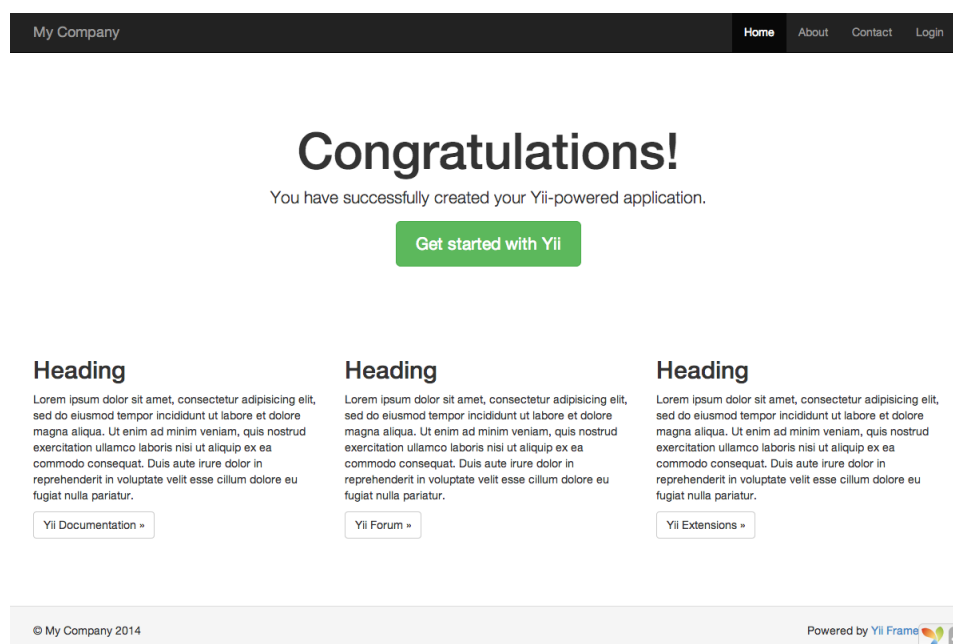 My Company
Home About Contact Login
Congratulations!
You have successfully created your Yii-powered application.
Get started with Yii
Heading
Lorem ipsum dolor sit amet, consectetur adipisicing elit,
sed do eiusmod tempor incididunt ut labore et dolore
magna aliqua. Ut enim ad minim veniam, quis nostrud
exercitation ullamco laboris nisi ut aliquip ex ea
commodo consequat. Duis aute irure dolor in
reprehenderit in voluptate velit esse cillum dolore eu
fugiat nulla pariatur.
Yii Documentation »
Heading
Lorem ipsum dolor sit amet, consectetur adipisicing elit,
sed do eiusmod tempor incididunt ut labore et dolore
magna aliqua. Ut enim ad minim veniam, quis nostrud
exercitation ullamco laboris nisi ut aliquip ex ea
commodo consequat. Duis aute irure dolor in
reprehenderit in voluptate velit esse cillum dolore eu
fugiat nulla pariatur.
Yii Forum »
Heading
Lorem ipsum dolor sit amet, consectetur adipisicing elit,
sed do eiusmod tempor incididunt ut labore et dolore
magna aliqua. Ut enim ad minim veniam, quis nostrud
exercitation ullamco laboris nisi ut aliquip ex ea
commodo consequat. Duis aute irure dolor in
reprehenderit in voluptate velit esse cillum dolore eu
fugiat nulla pariatur.
Yii Extensions »
© My Company 2014
Powered by Yii Frame